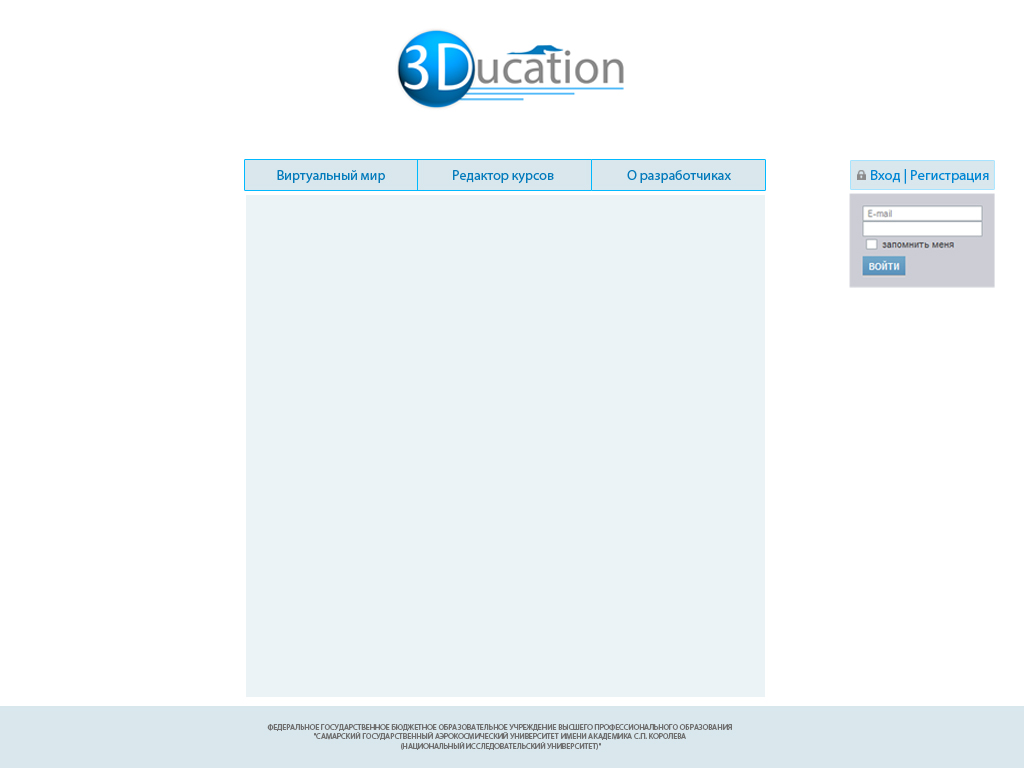 3Ducation
Виртуальный мир
Редактор курсов
О разработчиках
Вход | Регистрация
E-mail
запомнить меня
ВОЙТИ
ФЕДЕРАЛЬНОЕ ГОСУДАРСТВЕННОЕ БЮДЖЕТНОЕ ОБРАЗОВАТЕЛЬНОЕ УЧРЕЖДЕНИЕ ВЫСШЕГО ПРОФЕССИОНАЛЬНОГО ОБРАЗОВАНИЯ
"САМАРСКИЙ ГОСУДАРСТВЕННЫЙ АЭРОКОСМИЧЕСКИЙ УНИВЕРСИТЕТ ИМЕНИ АКАДЕМИКА С.П. КОРОЛЕВА
(НАЦИОНАЛЬНЫЙ ИССЛЕДОВАТЕЛЬСКИЙ УНИВЕРСИТЕТ)"